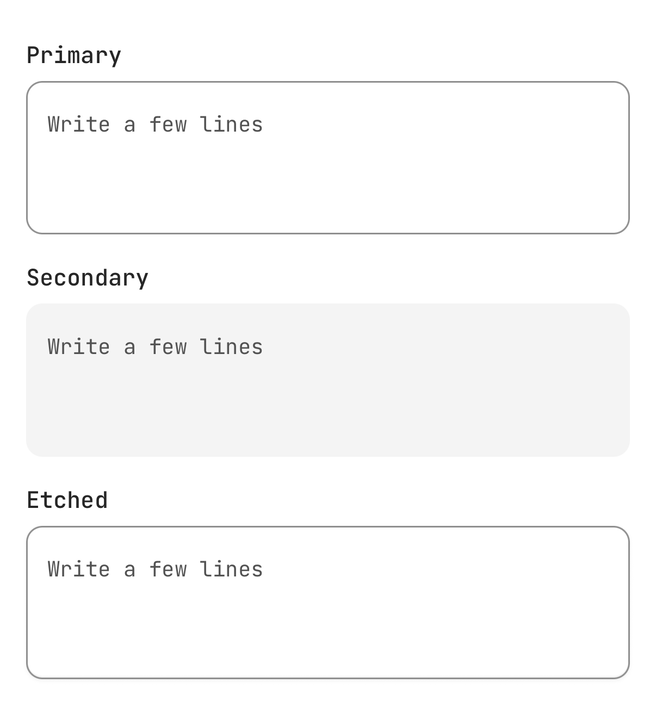 Primary
Write a few lines
Secondary
Write a few lines
Etched
Write a few lines